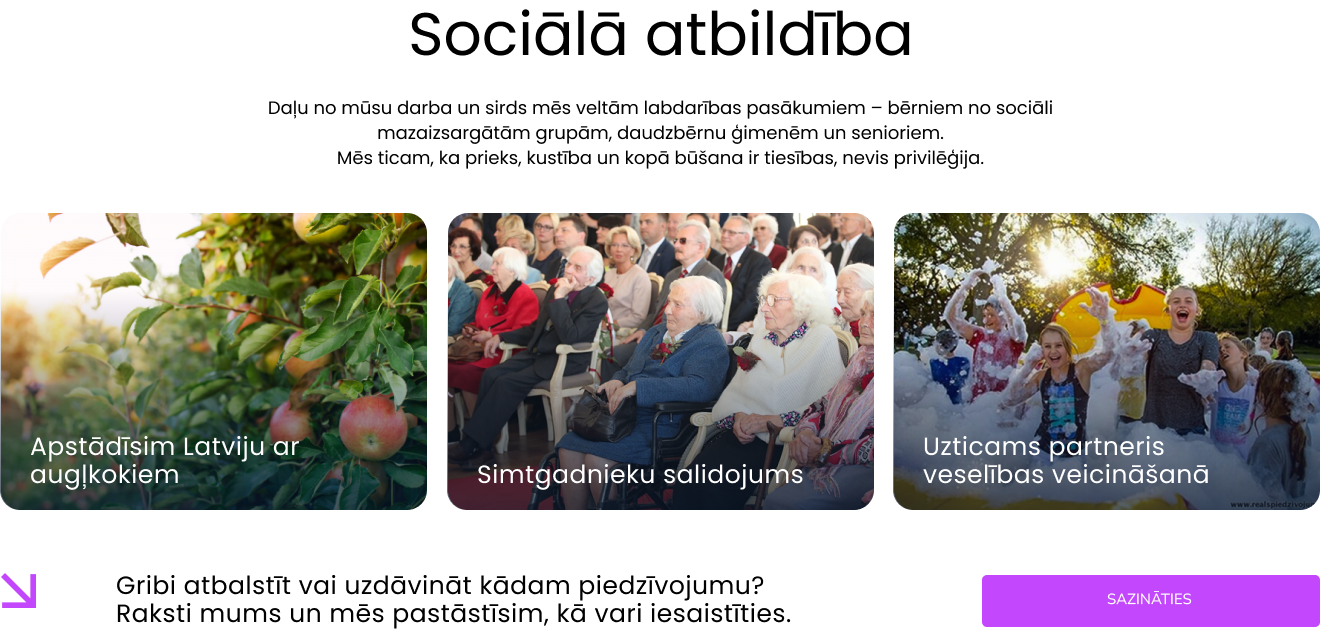 Sociālā atbildība
Daļu no mūsu darba un sirds mēs veltām labdarības pasākumiem – bērniem no sociāli
mazaizsargātām grupām, daudzbērnu ģimenēm un senioriem.
Mēs ticam, ka prieks, kustība un kopā būšana ir tiesības, nevis privilēģija.
Apstādīsim Latviju ar
augļkokiem
Simtgadnieku salidojums
Uzticams partneris
veselības veicināšanā
Gribi atbalstīt vai uzdāvināt kādam piedzīvojumu?
Raksti mums un mēs pastāstīsim, kā vari iesaistīties.
SAZINĀTIES